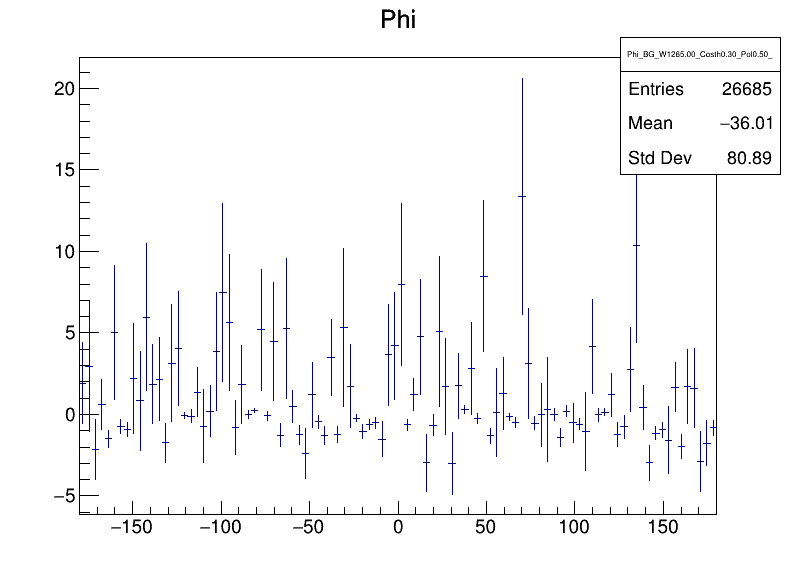 Phi
Phi_BG_W1265.00_Costh0.30_Pol0.50_
Entries 26685
Mean −36.01
Std Dev 80.89
20
15
10
5
0
−5
−150 −100 −50 0 50 100 150